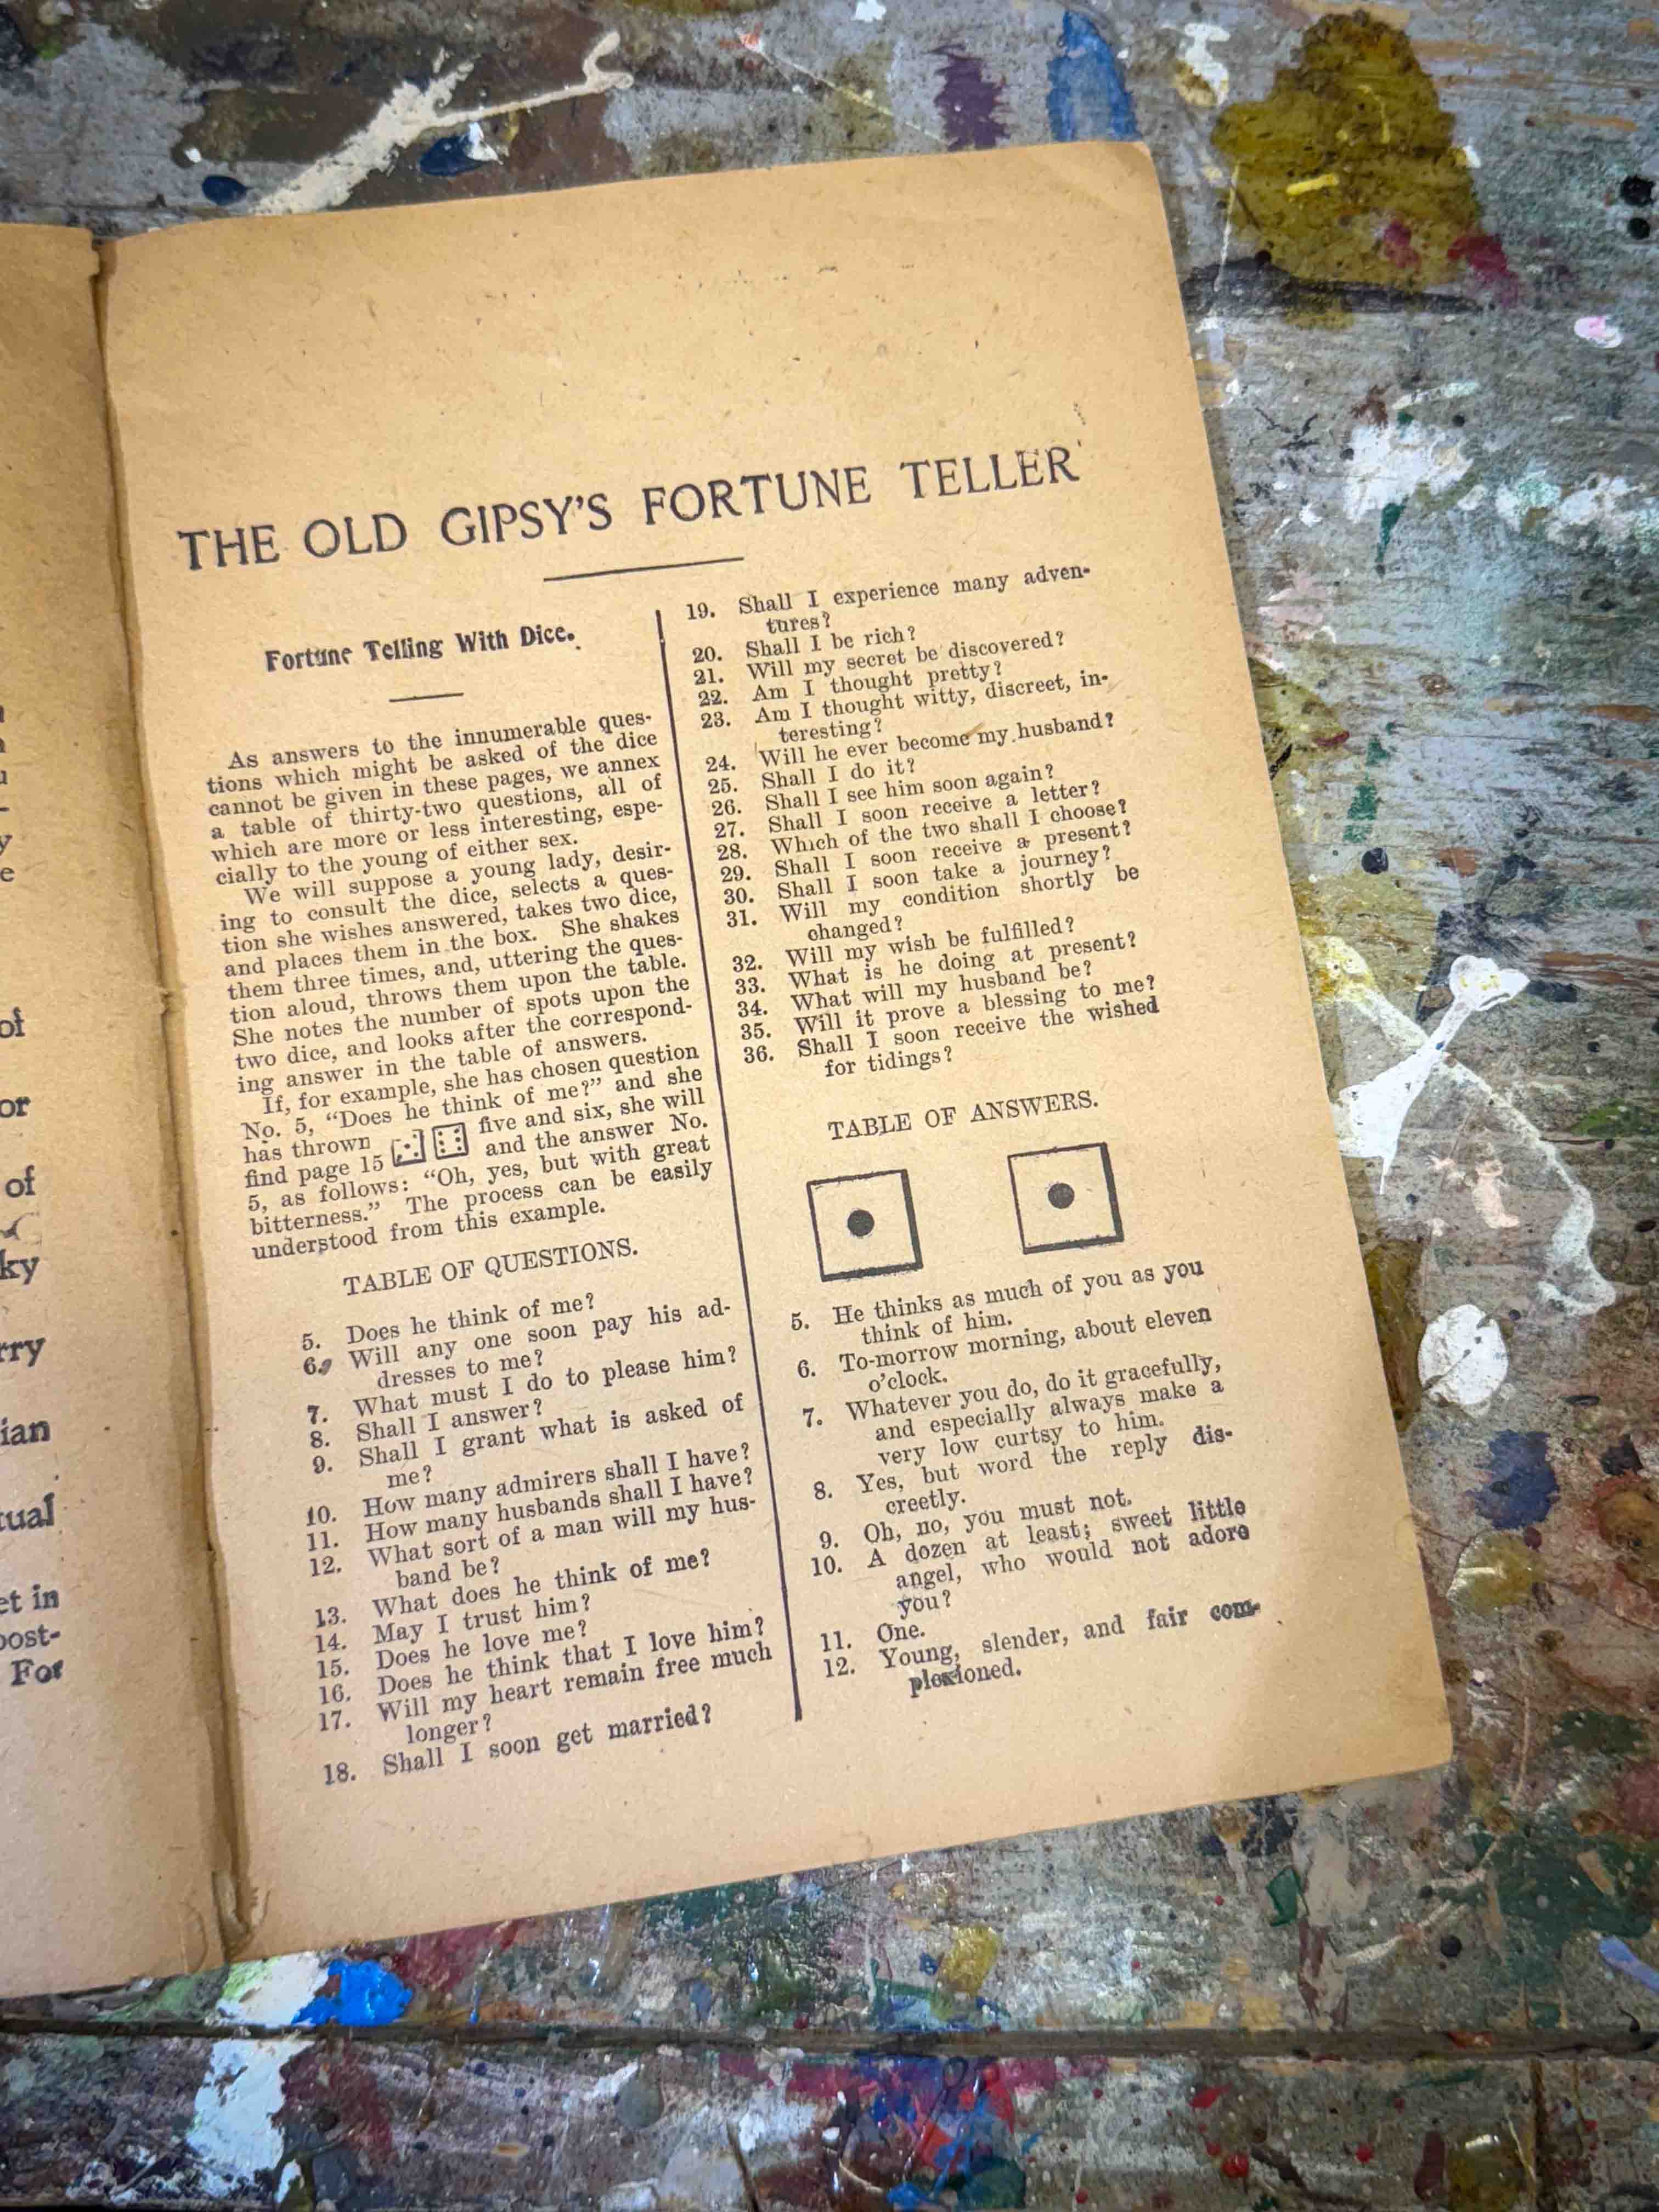 of
or
of
ky
rry
ian
tual
et in
post-
For
THE OLD GIPSY'S FORTUNE TELLER
Fortune Telling With Dice.
As answers to the innumerable ques-
tions which might be asked of the dice
cannot be given in these pages, we annex
a table of thirty-two questions, all of
which are more or less interesting, espe-
cially to the young of either sex.
We will suppose a young lady, desir-
ing to consult the dice, selects a ques-
tion she wishes answered, takes two dice,
and places them in the box. She shakes
them three times, and, uttering the ques-
tion aloud, throws them upon the table.
She notes the number of spots upon the
two dice, and looks after the correspond-
ing answer in the table of answers.
If, for example, she has chosen question
No. 5, "Does he think of me?" and she
has thrown five and six, she will
find page 15 and the answer No.
5, as follows: "Oh, yes, but with great
bitterness." The process can be easily
understood from this example.
TABLE OF QUESTIONS.
5. Does he think of me?
6. Will any one soon pay his ad-
dresses to me?
7. What must I do to please him?
8. Shall I answer?
9. Shall I grant what is asked of
me?
10. How many admirers shall I have?
11. How many husbands shall I have?
12. What sort of a man will my hus-
band be?
13. What does he think of me?
14. May I trust him?
15. Does he love me?
16. Does he think that I love him?
17. Will my heart remain free much
longer?
18. Shall I soon get married?
19. Shall I experience many adven-
tures?
20. Shall I be rich?
21. Will my secret be discovered?
22. Am I thought pretty?
23. Am I thought witty, discreet, in-
teresting?
24. Will he ever become my husband?
25. Shall I do it?
26. Shall I see him soon again?
27. Shall I soon receive a letter?
28. Which of the two shall I choose?
29. Shall I soon receive a present?
30. Shall I soon take a journey?
31. Will my condition shortly be
changed?
32. Will my wish be fulfilled?
33. What is he doing at present?
34. What will my husband be?
35. Will it prove a blessing to me?
36. Shall I soon receive the wished
for tidings?
TABLE OF ANSWERS.
5. He thinks as much of you as you
think of him.
6. To-morrow morning, about eleven
o'clock.
7. Whatever you do, do it gracefully,
and especially always make a
very low curtsy to him.
8. Yes, but word the reply dis-
creetly.
9. Oh, no, you must not.
10. A dozen at least; sweet little
angel, who would not adore
you?
11. One.
12. Young, slender, and fair com-
plexioned.